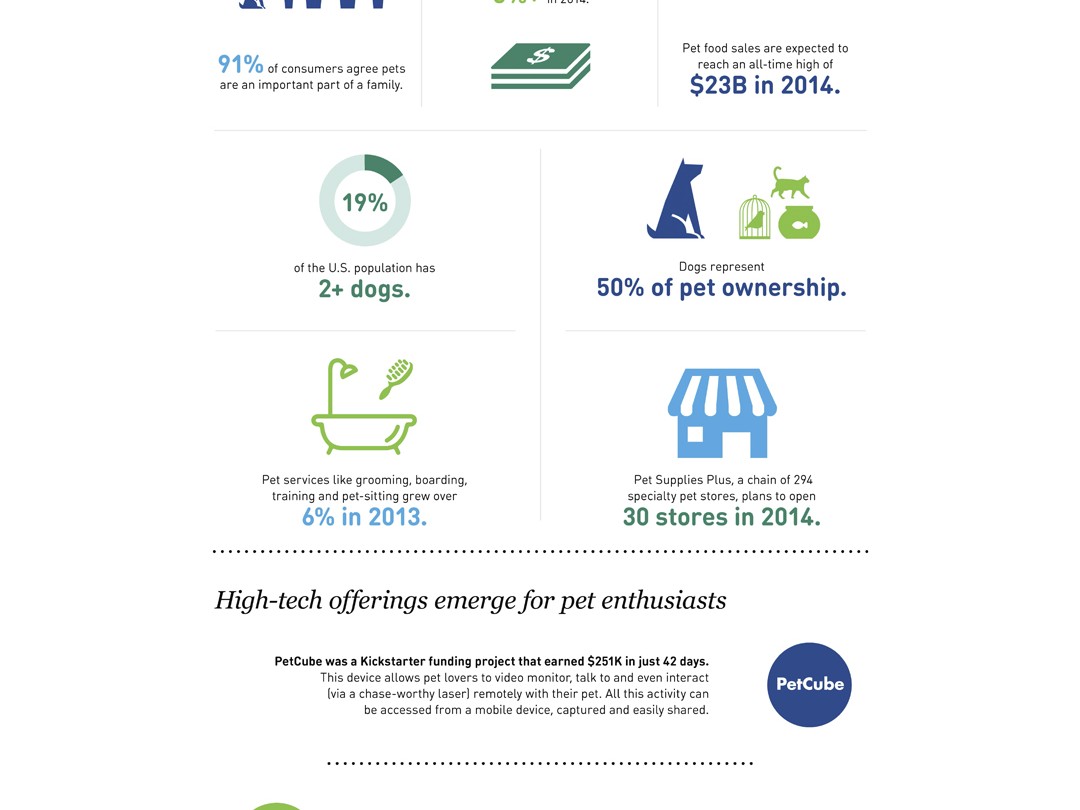 in 2014.
91% of consumers agree pets
are an important part of a family.
$
Pet food sales are expected to
reach an all-time high of
$23B in 2014.
19%
of the U.S. population has
2+ dogs.
Dogs represent
50% of pet ownership.
Pet services like grooming, boarding,
training and pet-sitting grew over
6% in 2013.
Pet Supplies Plus, a chain of 294
specialty pet stores, plans to open
30 stores in 2014.
High-tech offerings emerge for pet enthusiasts
PetCube was a Kickstarter funding project that earned $251K in just 42 days.
This device allows pet lovers to video monitor, talk to and even interact
(via a chase-worthy laser) remotely with their pet. All this activity can
be accessed from a mobile device, captured and easily shared.
PetCube